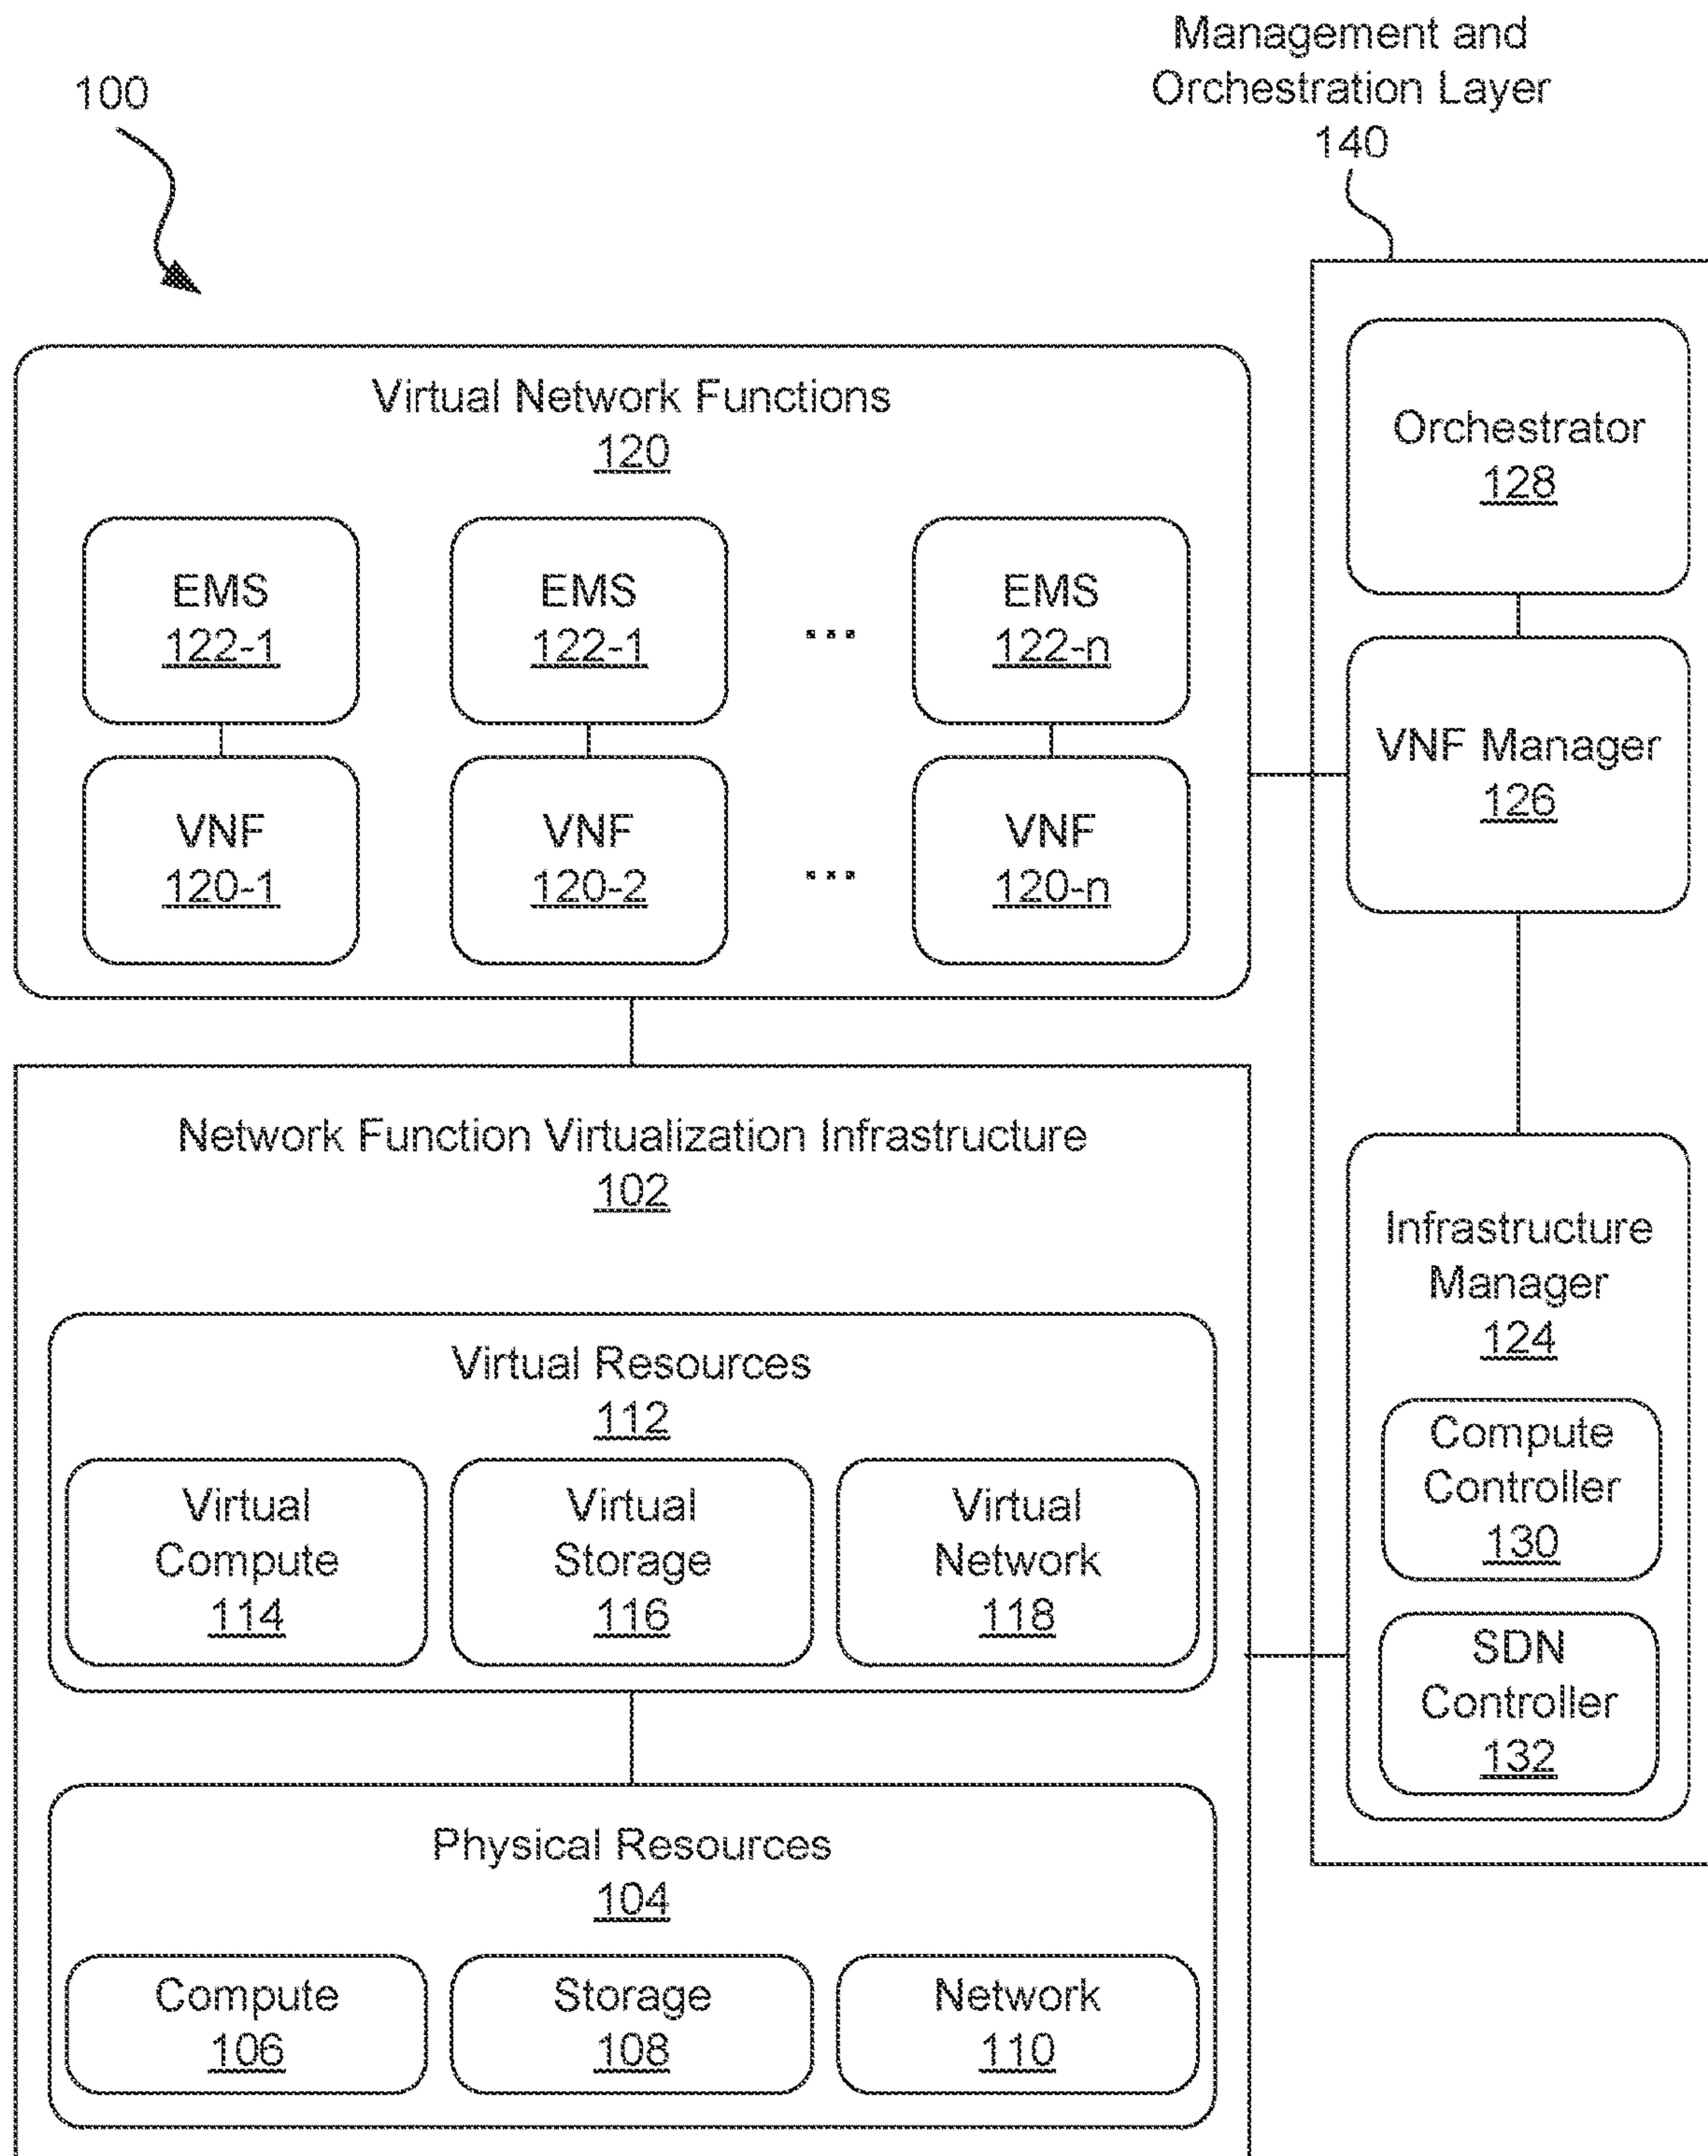 100
Management and
Orchestration Layer
140
Virtual Network Functions
120
EMS
122-1
EMS
122-1
...
EMS
122-n
VNF
120-1
VNF
120-2
...
VNF
120-n
Orchestrator
128
VNF Manager
126
Network Function Virtualization Infrastructure
102
Virtual Resources
112
Virtual
Compute
114
Virtual
Storage
116
Virtual
Network
118
Physical Resources
104
Compute
106
Storage
108
Network
110
Infrastructure
Manager
124
Compute
Controller
130
SDN
Controller
132